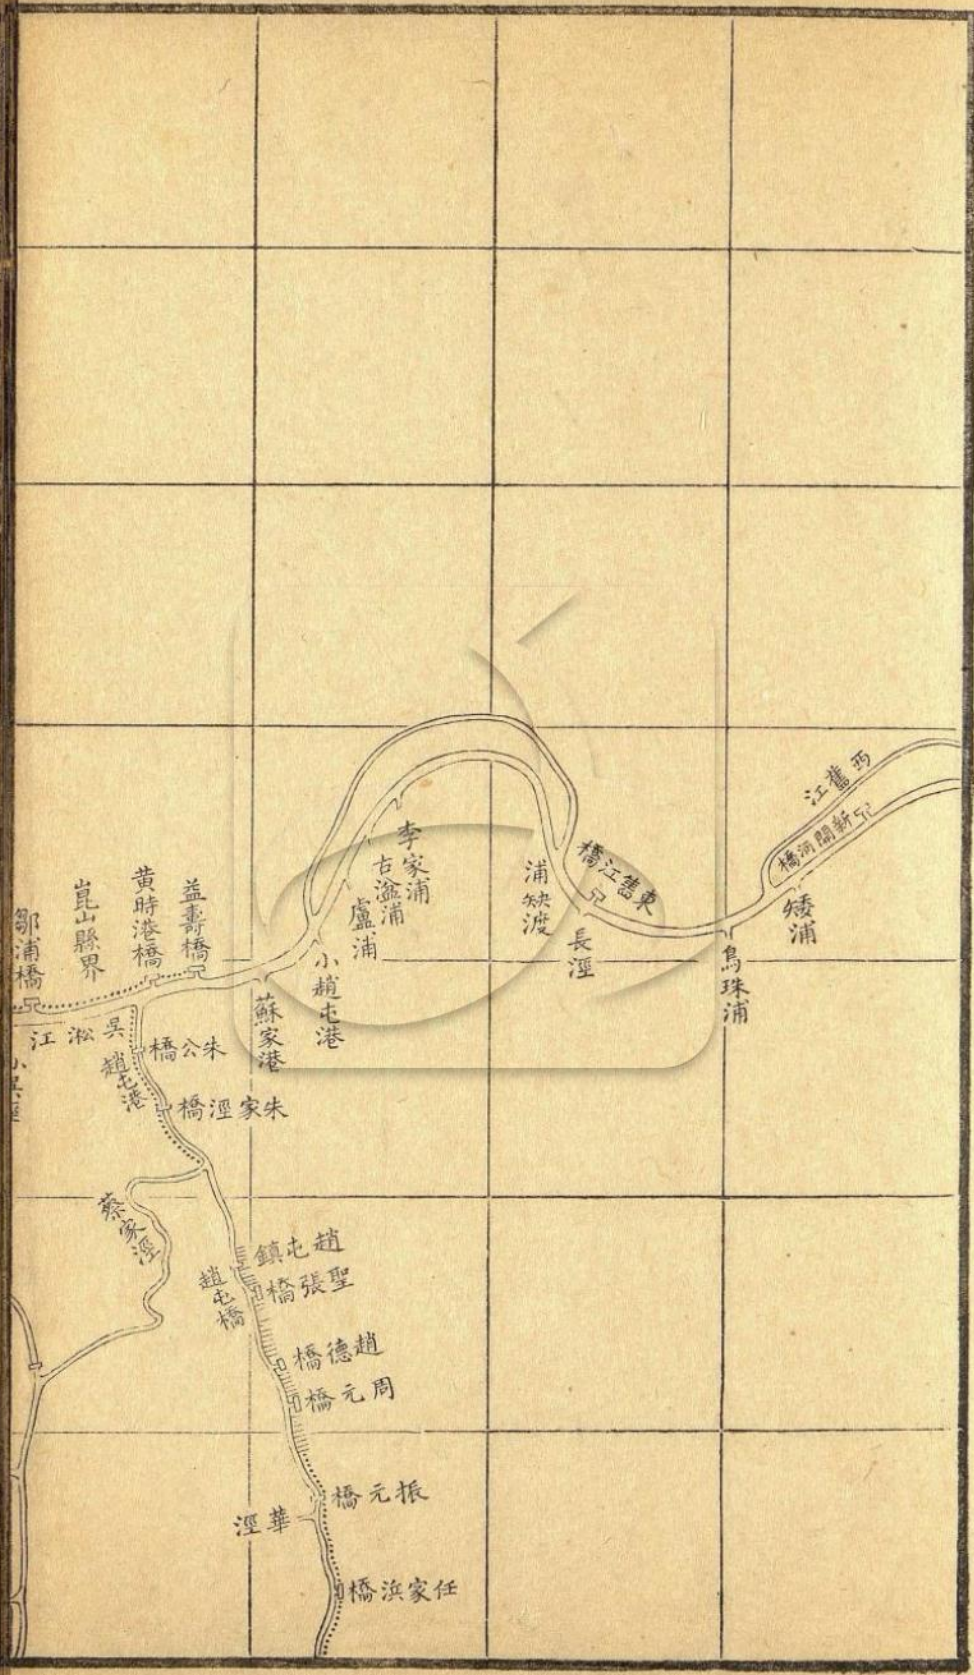 西舊江
新開河橋
矮浦
烏珠浦
東舊江橋
長涇
浦缺渡
李家浦
古溢浦
盧浦
小趙屯港
蘇家港
益壽橋
黃時港橋
崑山縣界
鄒浦橋
吳淞江
趙屯港
朱公橋
朱家涇橋
蔡家涇
趙屯鎮
聖張橋
趙屯橋
趙德橋
周元橋
振元橋
華涇
任家浜橋